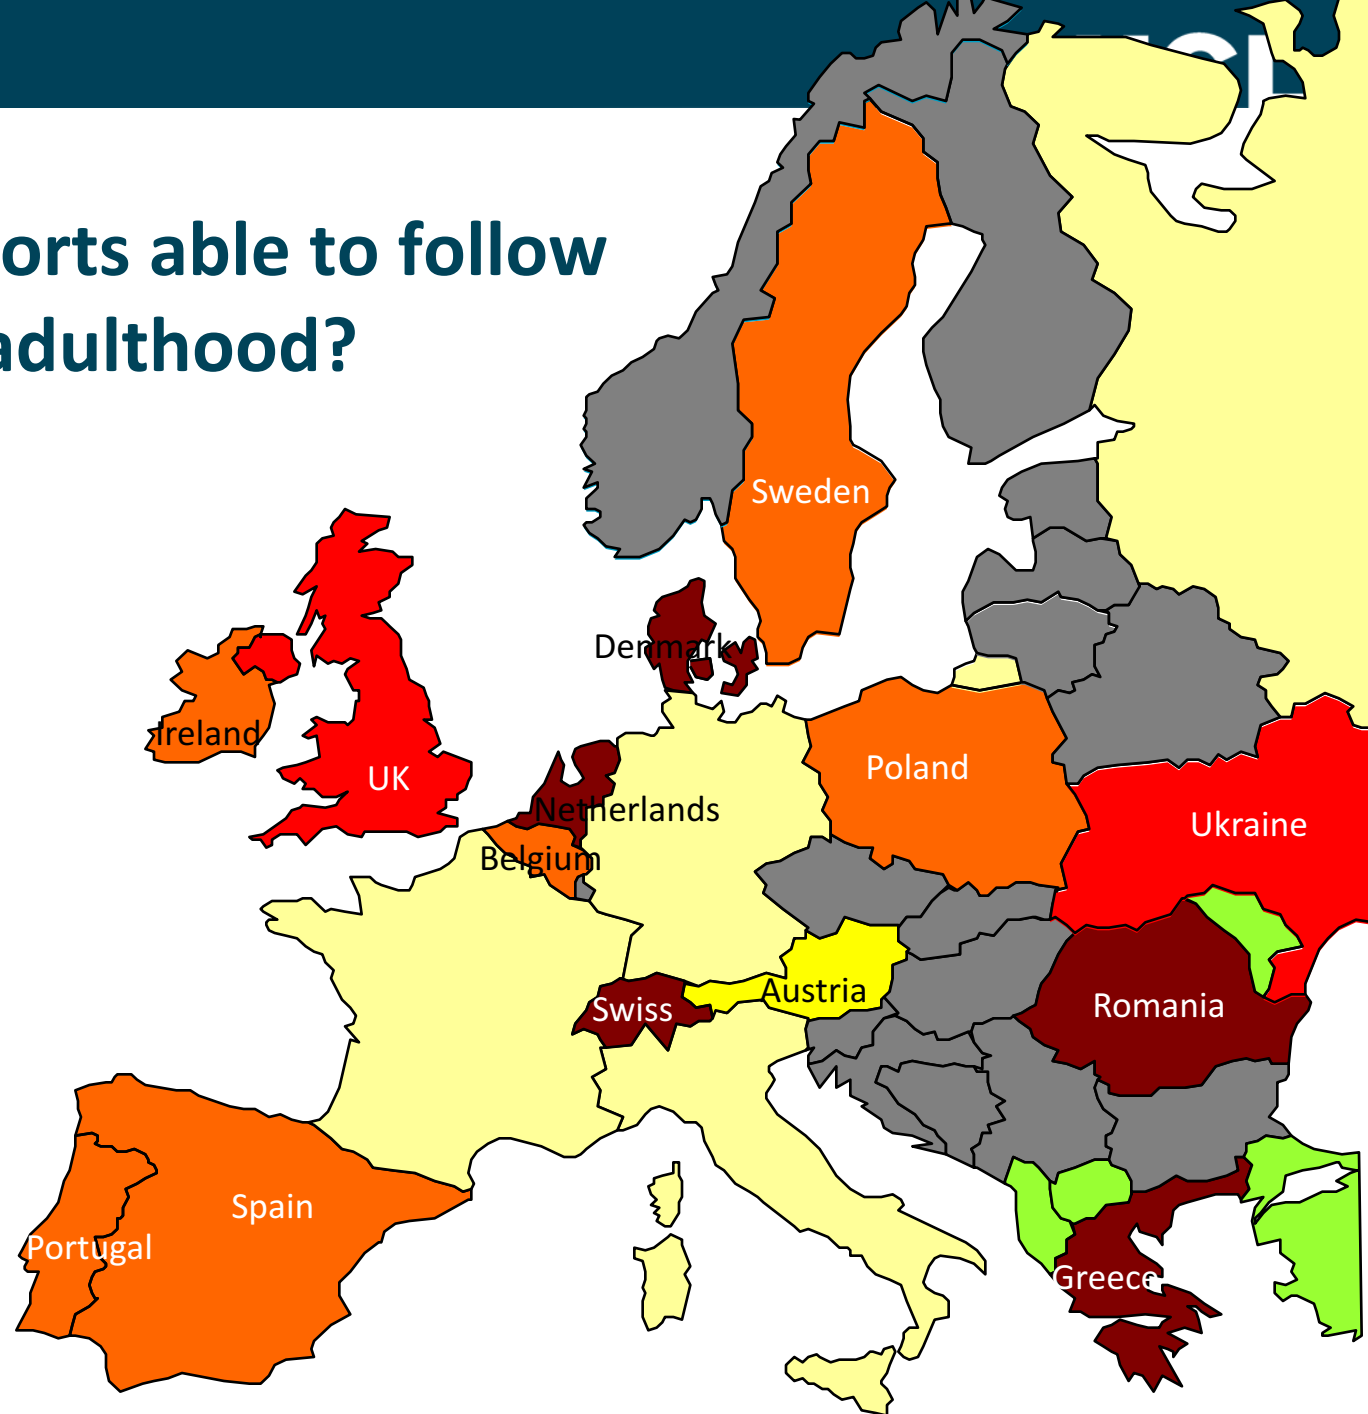 orts able to follow
adulthood?
Sweden
Denmark
Ireland
UK
Poland
Netherlands
Ukraine
Belgium
Austria
Swiss
Romania
Spain
Portugal
Greece